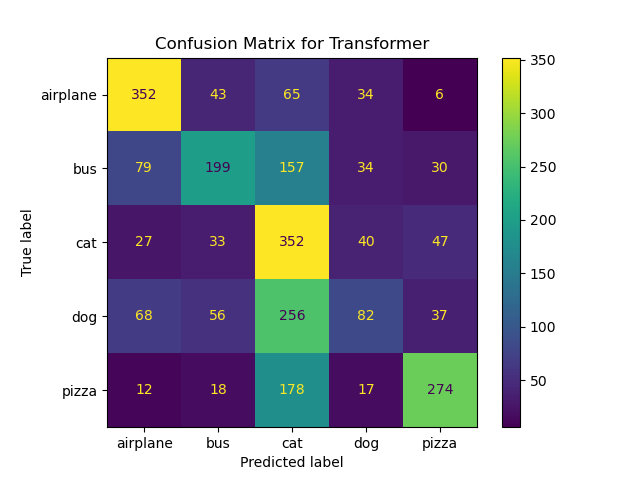 Confusion Matrix for Transformer
True label
airplane 352 43 65 34 6
bus 79 199 157 34 30
cat 27 33 352 40 47
dog 68 56 256 82 37
pizza 12 18 178 17 274
airplane bus cat dog pizza
Predicted label
350
300
250
200
150
100
50